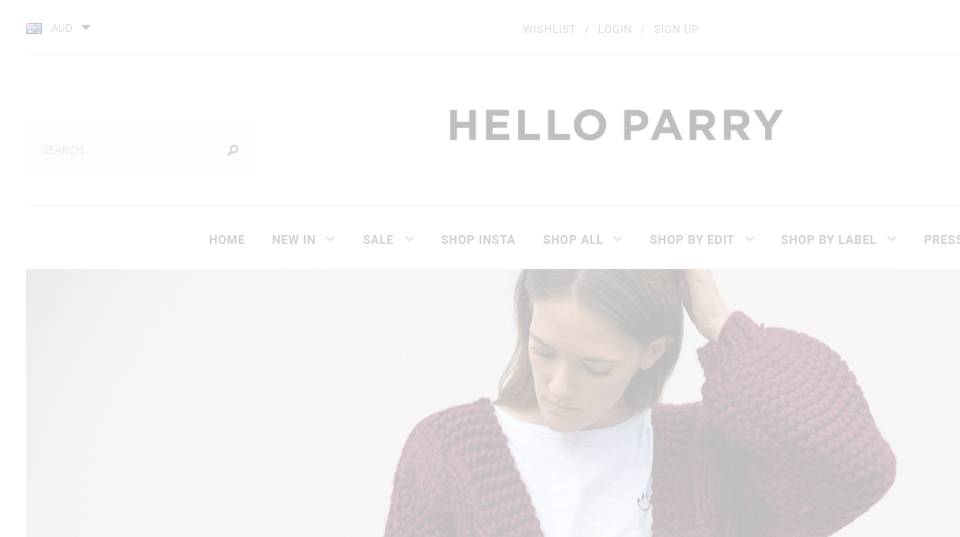 AUD
WISHLIST / LOGIN / SIGN UP
HELLO PARRY
SEARCH
HOME NEW IN SALE SHOP INSTA SHOP ALL SHOP BY EDIT SHOP BY LABEL PRESS